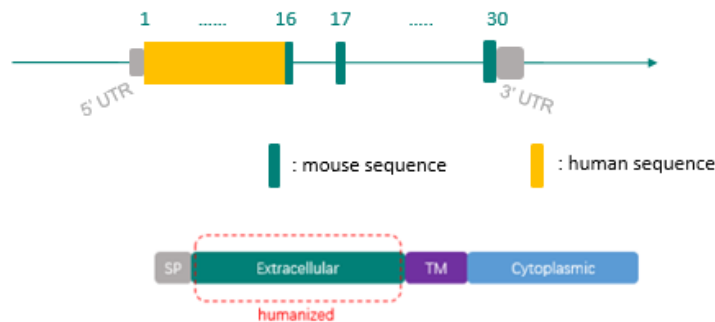 1 ...... 16 17 ..... 30
5' UTR
3' UTR
: mouse sequence
: human sequence
SP Extracellular TM Cytoplasmic
humanized